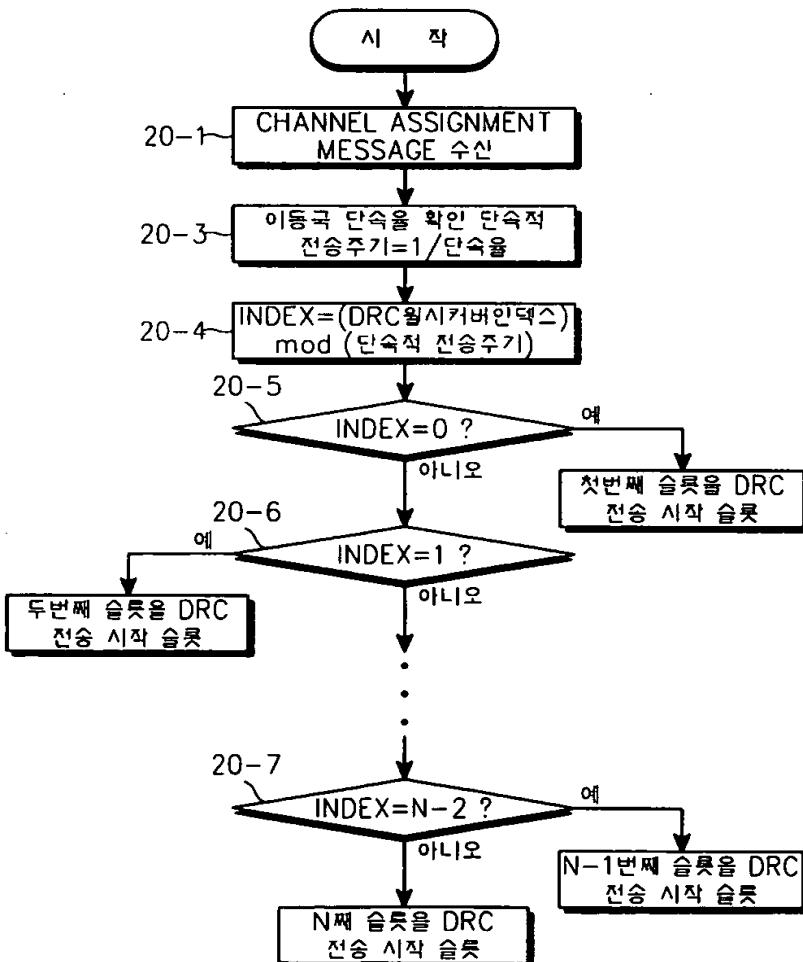 시 작
20-1
CHANNEL ASSIGNMENT
MESSAGE 수신
20-3
이동국 단속율 확인 단속적
전송주기=1/단속율
20-4
INDEX=(DRC월시커버인덱스)
mod (단속적 전송주기)
20-5
INDEX=0 ?
예
아니오
첫번째 슬롯을 DRC
전송 시작 슬롯
20-6
INDEX=1 ?
예
아니오
두번째 슬롯을 DRC
전송 시작 슬롯
20-7
INDEX=N-2 ?
예
아니오
N-1번째 슬롯을 DRC
전송 시작 슬롯
N째 슬롯을 DRC
전송 시작 슬롯